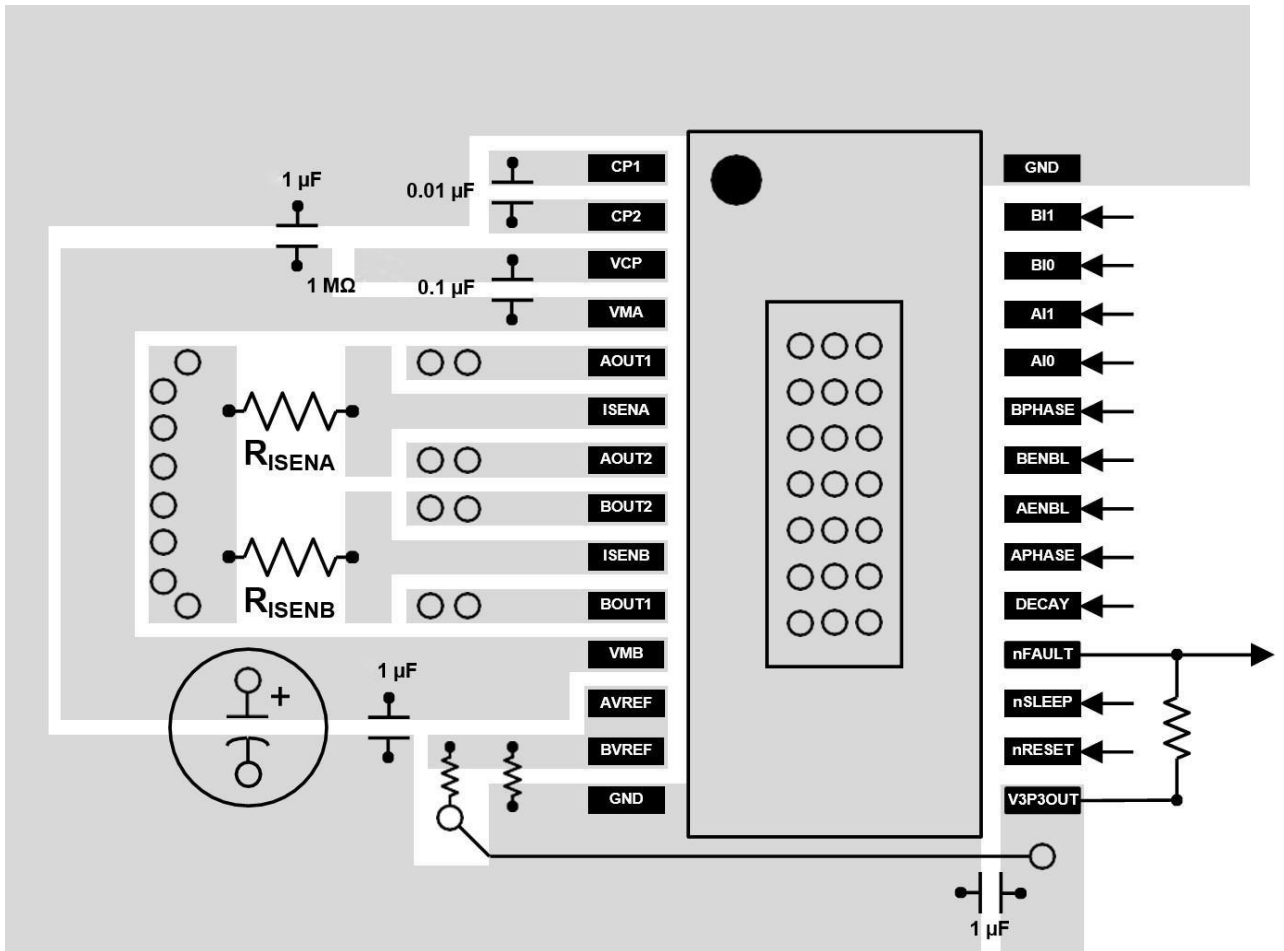 CP1
GND
1 µF
0.01 µF
CP2
BI1
VCP
BI0
1 MΩ
0.1 µF
VMA
AI1
AOUT1
AI0
ISENA
BPHASE
RISENA
AOUT2
BENBL
BOUT2
AENBL
ISENB
APHASE
RISENB
BOUT1
DECAY
VMB
nFAULT
1 µF
+
AVREF
nSLEEP
BVREF
nRESET
GND
V3P3OUT
1 µF